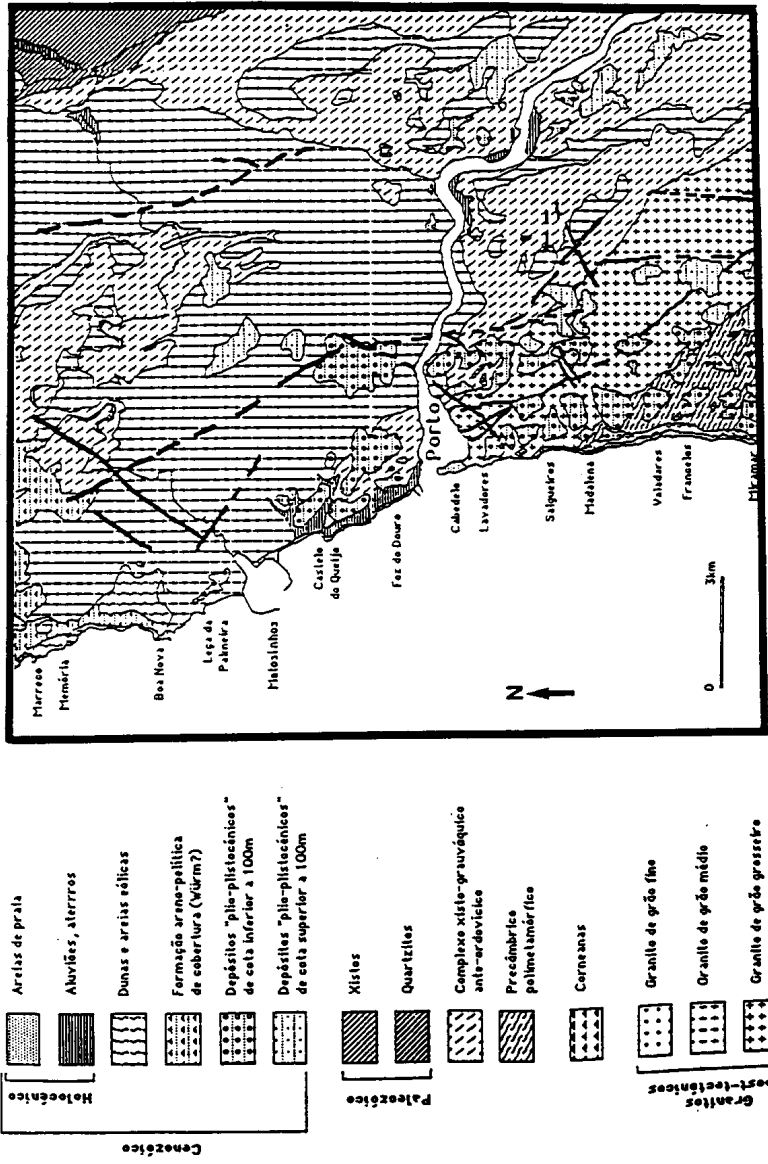 Marreco
Memória
Boa Nova
Leça da
Palmeira
Matosinhos
Castelo
do Queijo
Foz do Douro
Porto
Cabedelo
Lavadores
Salgueiros
Madalena
Valadares
Francelos
Miramar
N
0 3km
Cenozóico
Holocénico
Areias de praia
Aluviões, aterros
Dunas e areias eólicas
Formação areno-pelítica
de cobertura (Würm?)
Depósitos "plio-plistocénicos"
de cota inferior a 100m
Depósitos "plio-plistocénicos"
de cota superior a 100m
Paleozóico
Xistos
Quartzitos
Complexo xisto-grauváquico
ante-ordovícico
Precâmbrico
polimetamórfico
Corneanas
Granitos
Granito de grão fino
Granito de grão médio
Granito de grão grosseiro